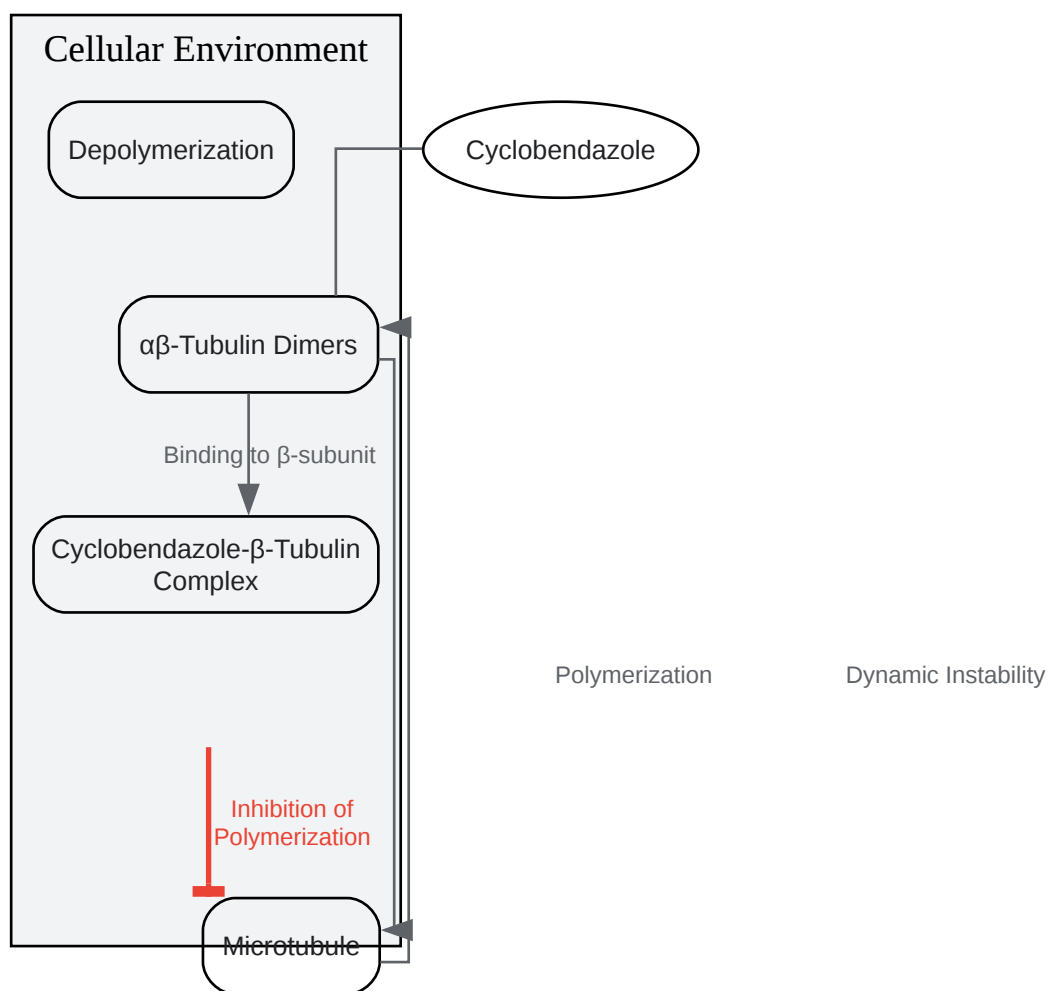 Cellular Environment
Depolymerization
Cyclobendazole
αβ-Tubulin Dimers
Binding to β-subunit
Cyclobendazole-β-Tubulin
Complex
Polymerization
Dynamic Instability
Inhibition of
Polymerization
Microtubule